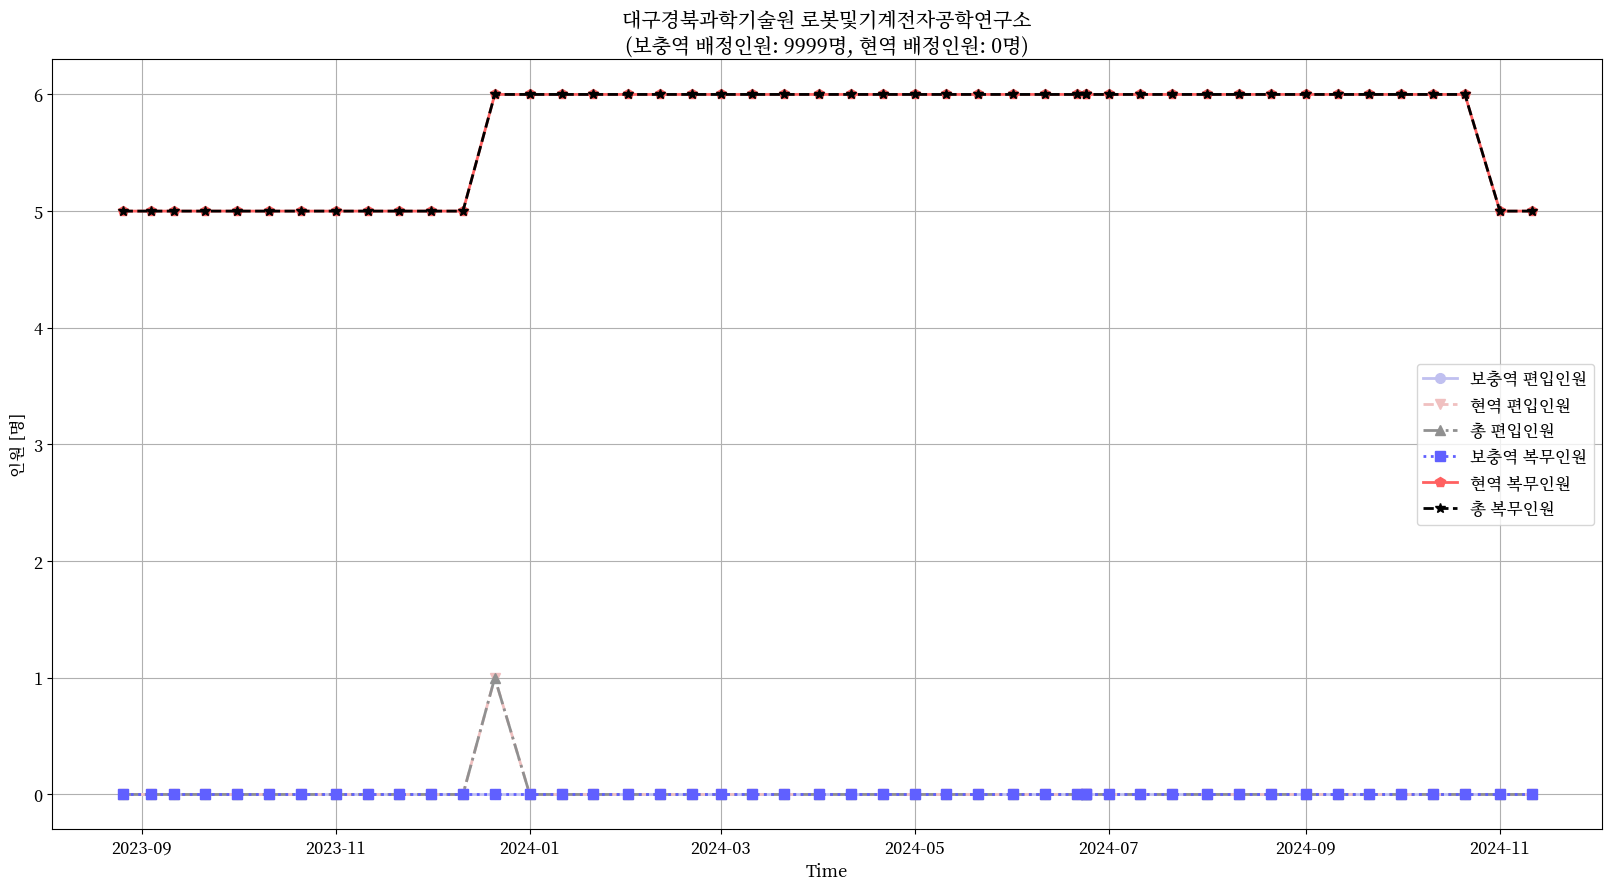 대구경북과학기술원 로봇및기계전자공학연구소
(보충역 배정인원: 9999명, 현역 배정인원: 0명)
6
5
4
3
2
1
0
인원 [명]
보충역 편입인원
현역 편입인원
총 편입인원
보충역 복무인원
현역 복무인원
총 복무인원
2023-09 2023-11 2024-01 2024-03 2024-05 2024-07 2024-09 2024-11
Time